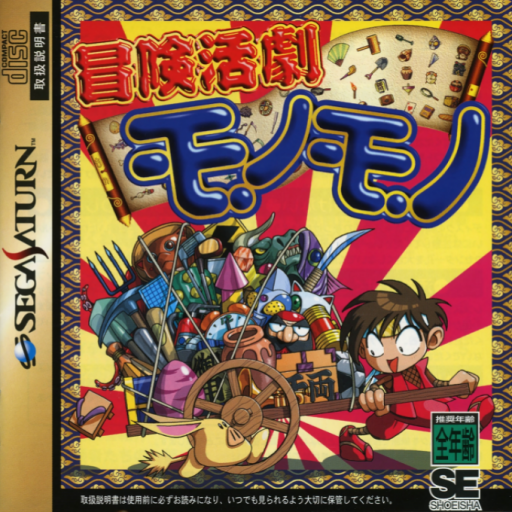 COMPACT
disc
取扱説明書
SEGA SATURN™
冒険活劇
モノモノ
千両
推奨年齢
全年齢
SE
SHOEISHA
取扱説明書は使用前に必ずお読みになり、いつでも見られるよう大切に保管してください。